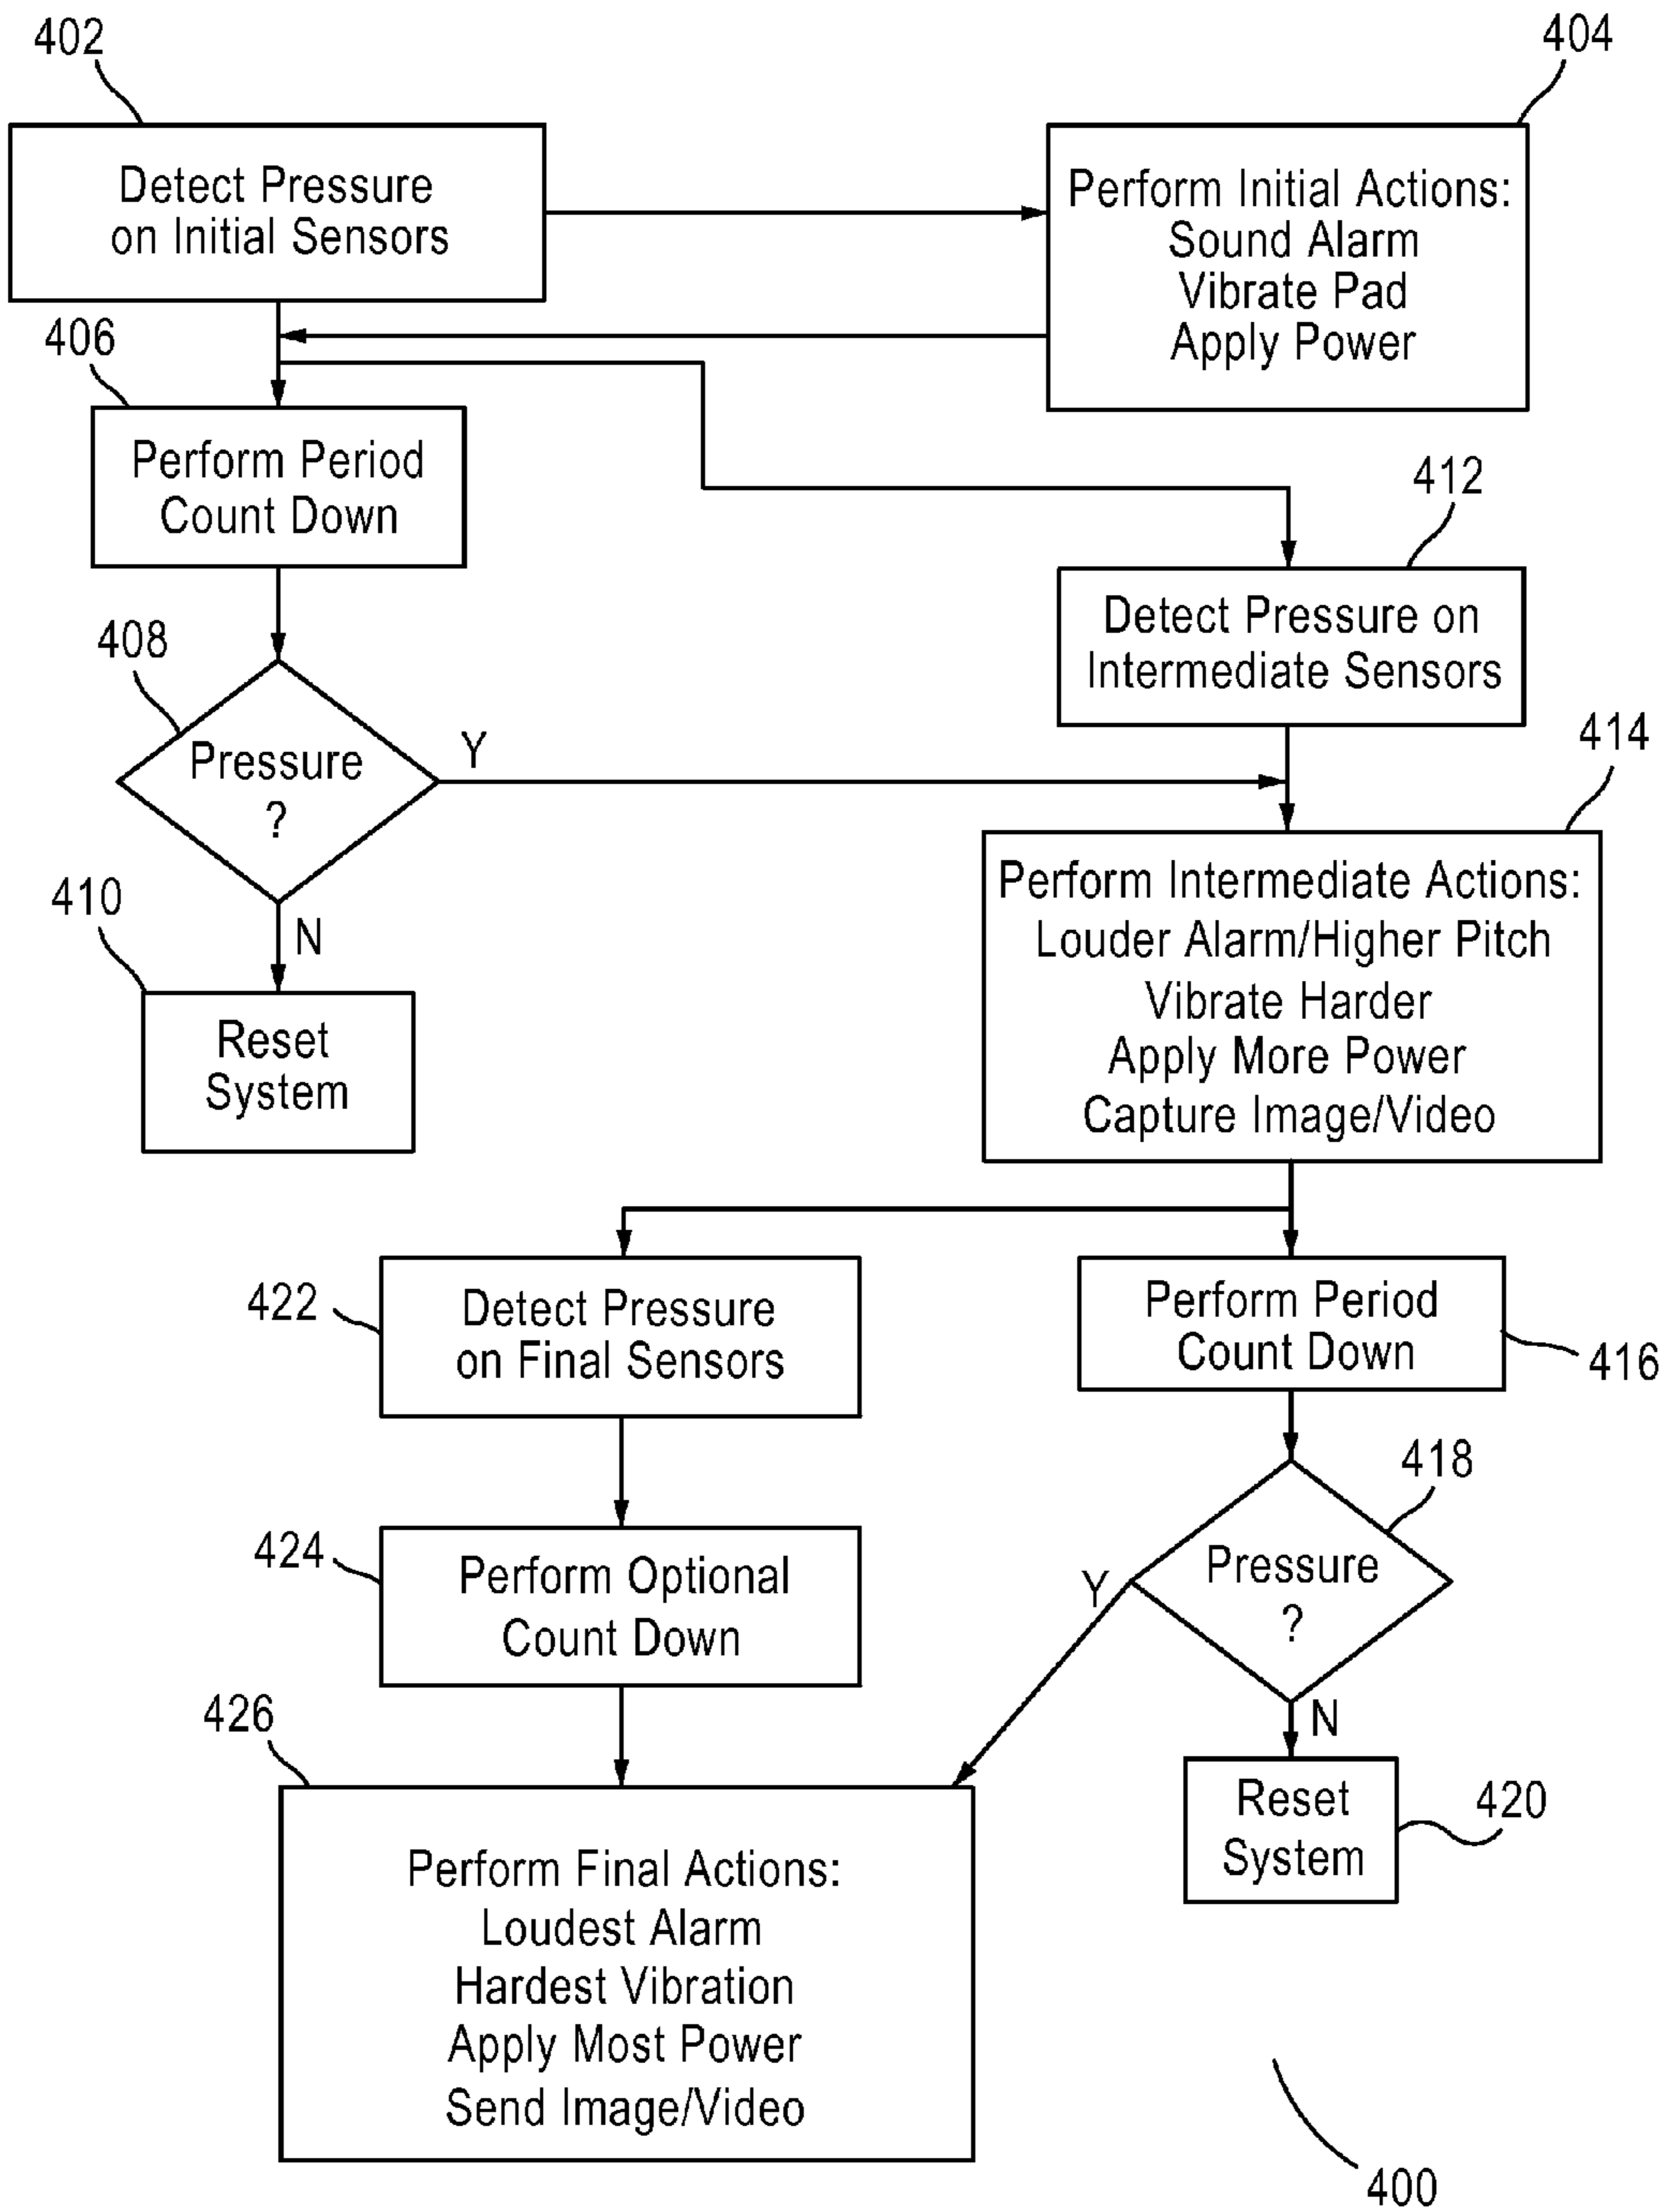 402
404
Detect Pressure
on Initial Sensors
Perform Initial Actions:
Sound Alarm
Vibrate Pad
Apply Power
406
Perform Period
Count Down
412
Detect Pressure on
Intermediate Sensors
408
Pressure
?
Y
N
414
Perform Intermediate Actions:
Louder Alarm/Higher Pitch
Vibrate Harder
Apply More Power
Capture Image/Video
410
Reset
System
422
Detect Pressure
on Final Sensors
Perform Period
Count Down
416
424
Perform Optional
Count Down
418
Pressure
?
Y
N
426
Perform Final Actions:
Loudest Alarm
Hardest Vibration
Apply Most Power
Send Image/Video
Reset
System
420
400